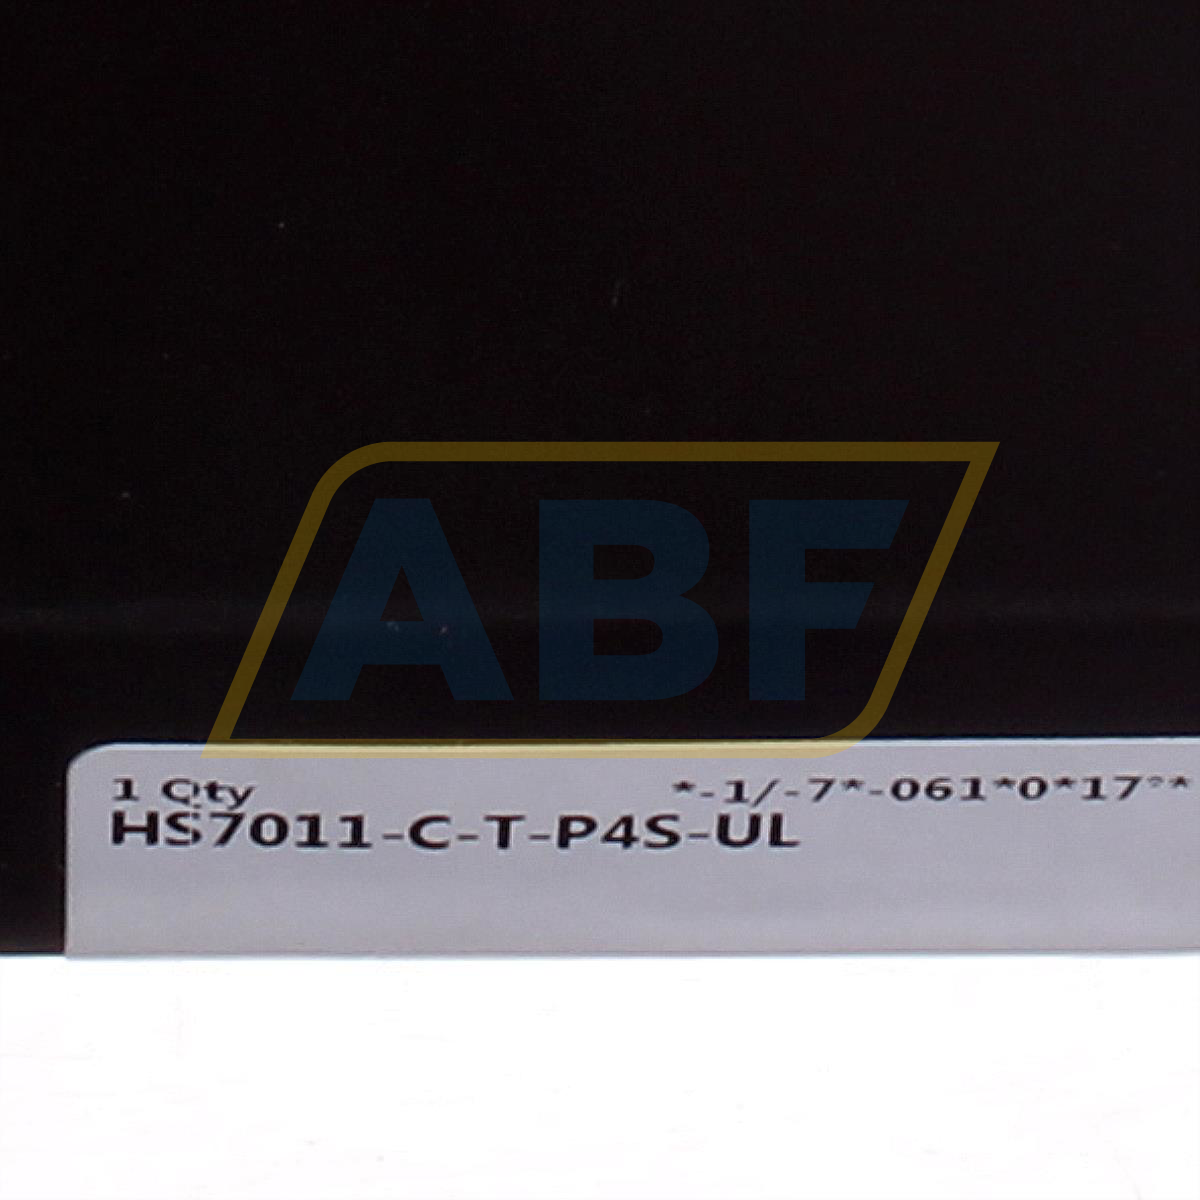 ABF
1 Qty *-1/-7*-061*0*17°*
HS7011-C-T-P4S-UL